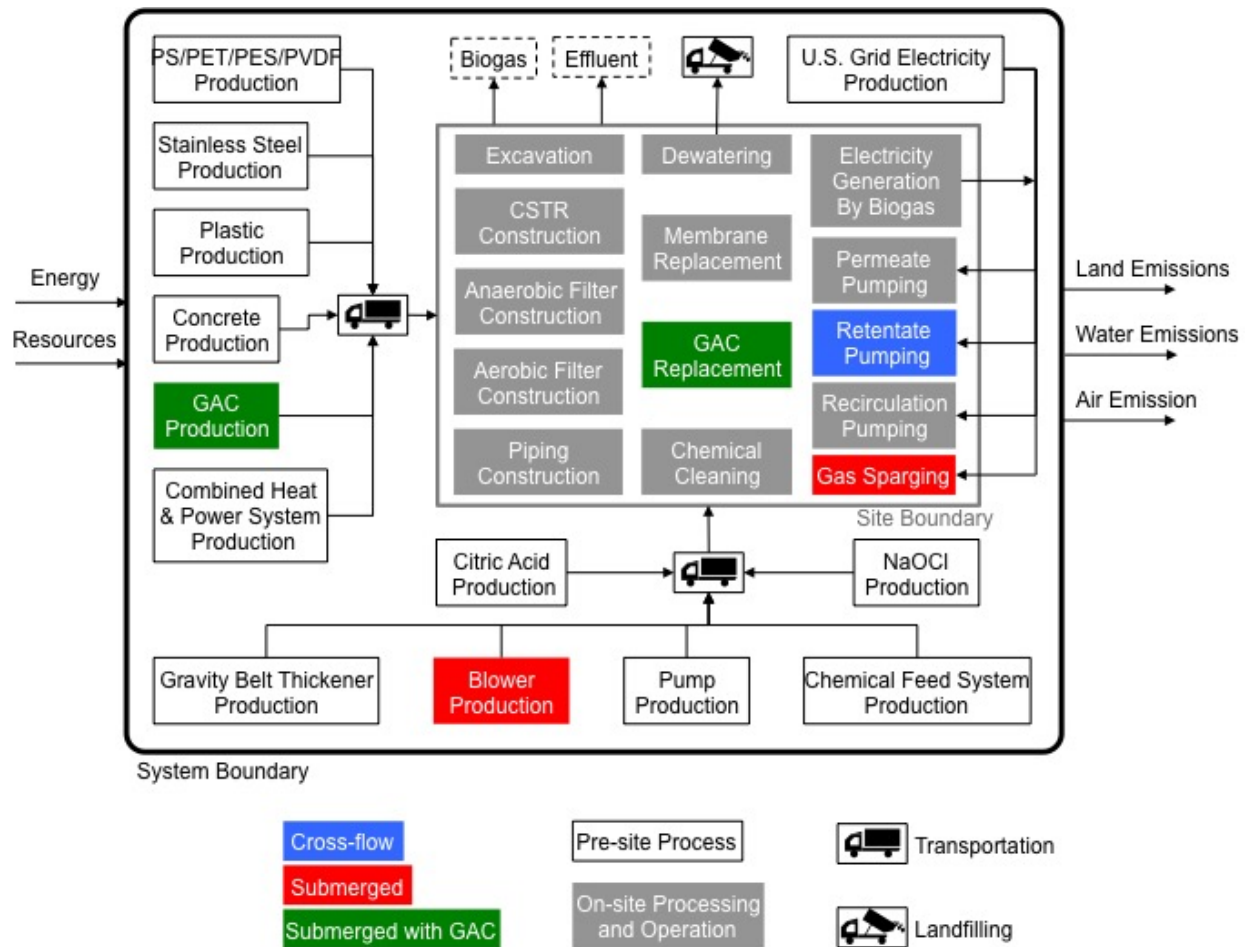 PS/PET/PES/PVDF
Production
Biogas
Effluent
U.S. Grid Electricity
Production
Stainless Steel
Production
Plastic
Production
Concrete
Production
GAC
Production
Combined Heat
& Power System
Production
Energy
Resources
Excavation
CSTR
Construction
Anaerobic Filter
Construction
Aerobic Filter
Construction
Piping
Construction
Dewatering
Membrane
Replacement
GAC
Replacement
Chemical
Cleaning
Electricity
Generation
By Biogas
Permeate
Pumping
Retentate
Pumping
Recirculation
Pumping
Gas Sparging
Site Boundary
Land Emissions
Water Emissions
Air Emission
Citric Acid
Production
NaOCl
Production
Gravity Belt Thickener
Production
Blower
Production
Pump
Production
Chemical Feed System
Production
System Boundary
Cross-flow
Submerged
Submerged with GAC
Pre-site Process
On-site Processing
and Operation
Transportation
Landfilling